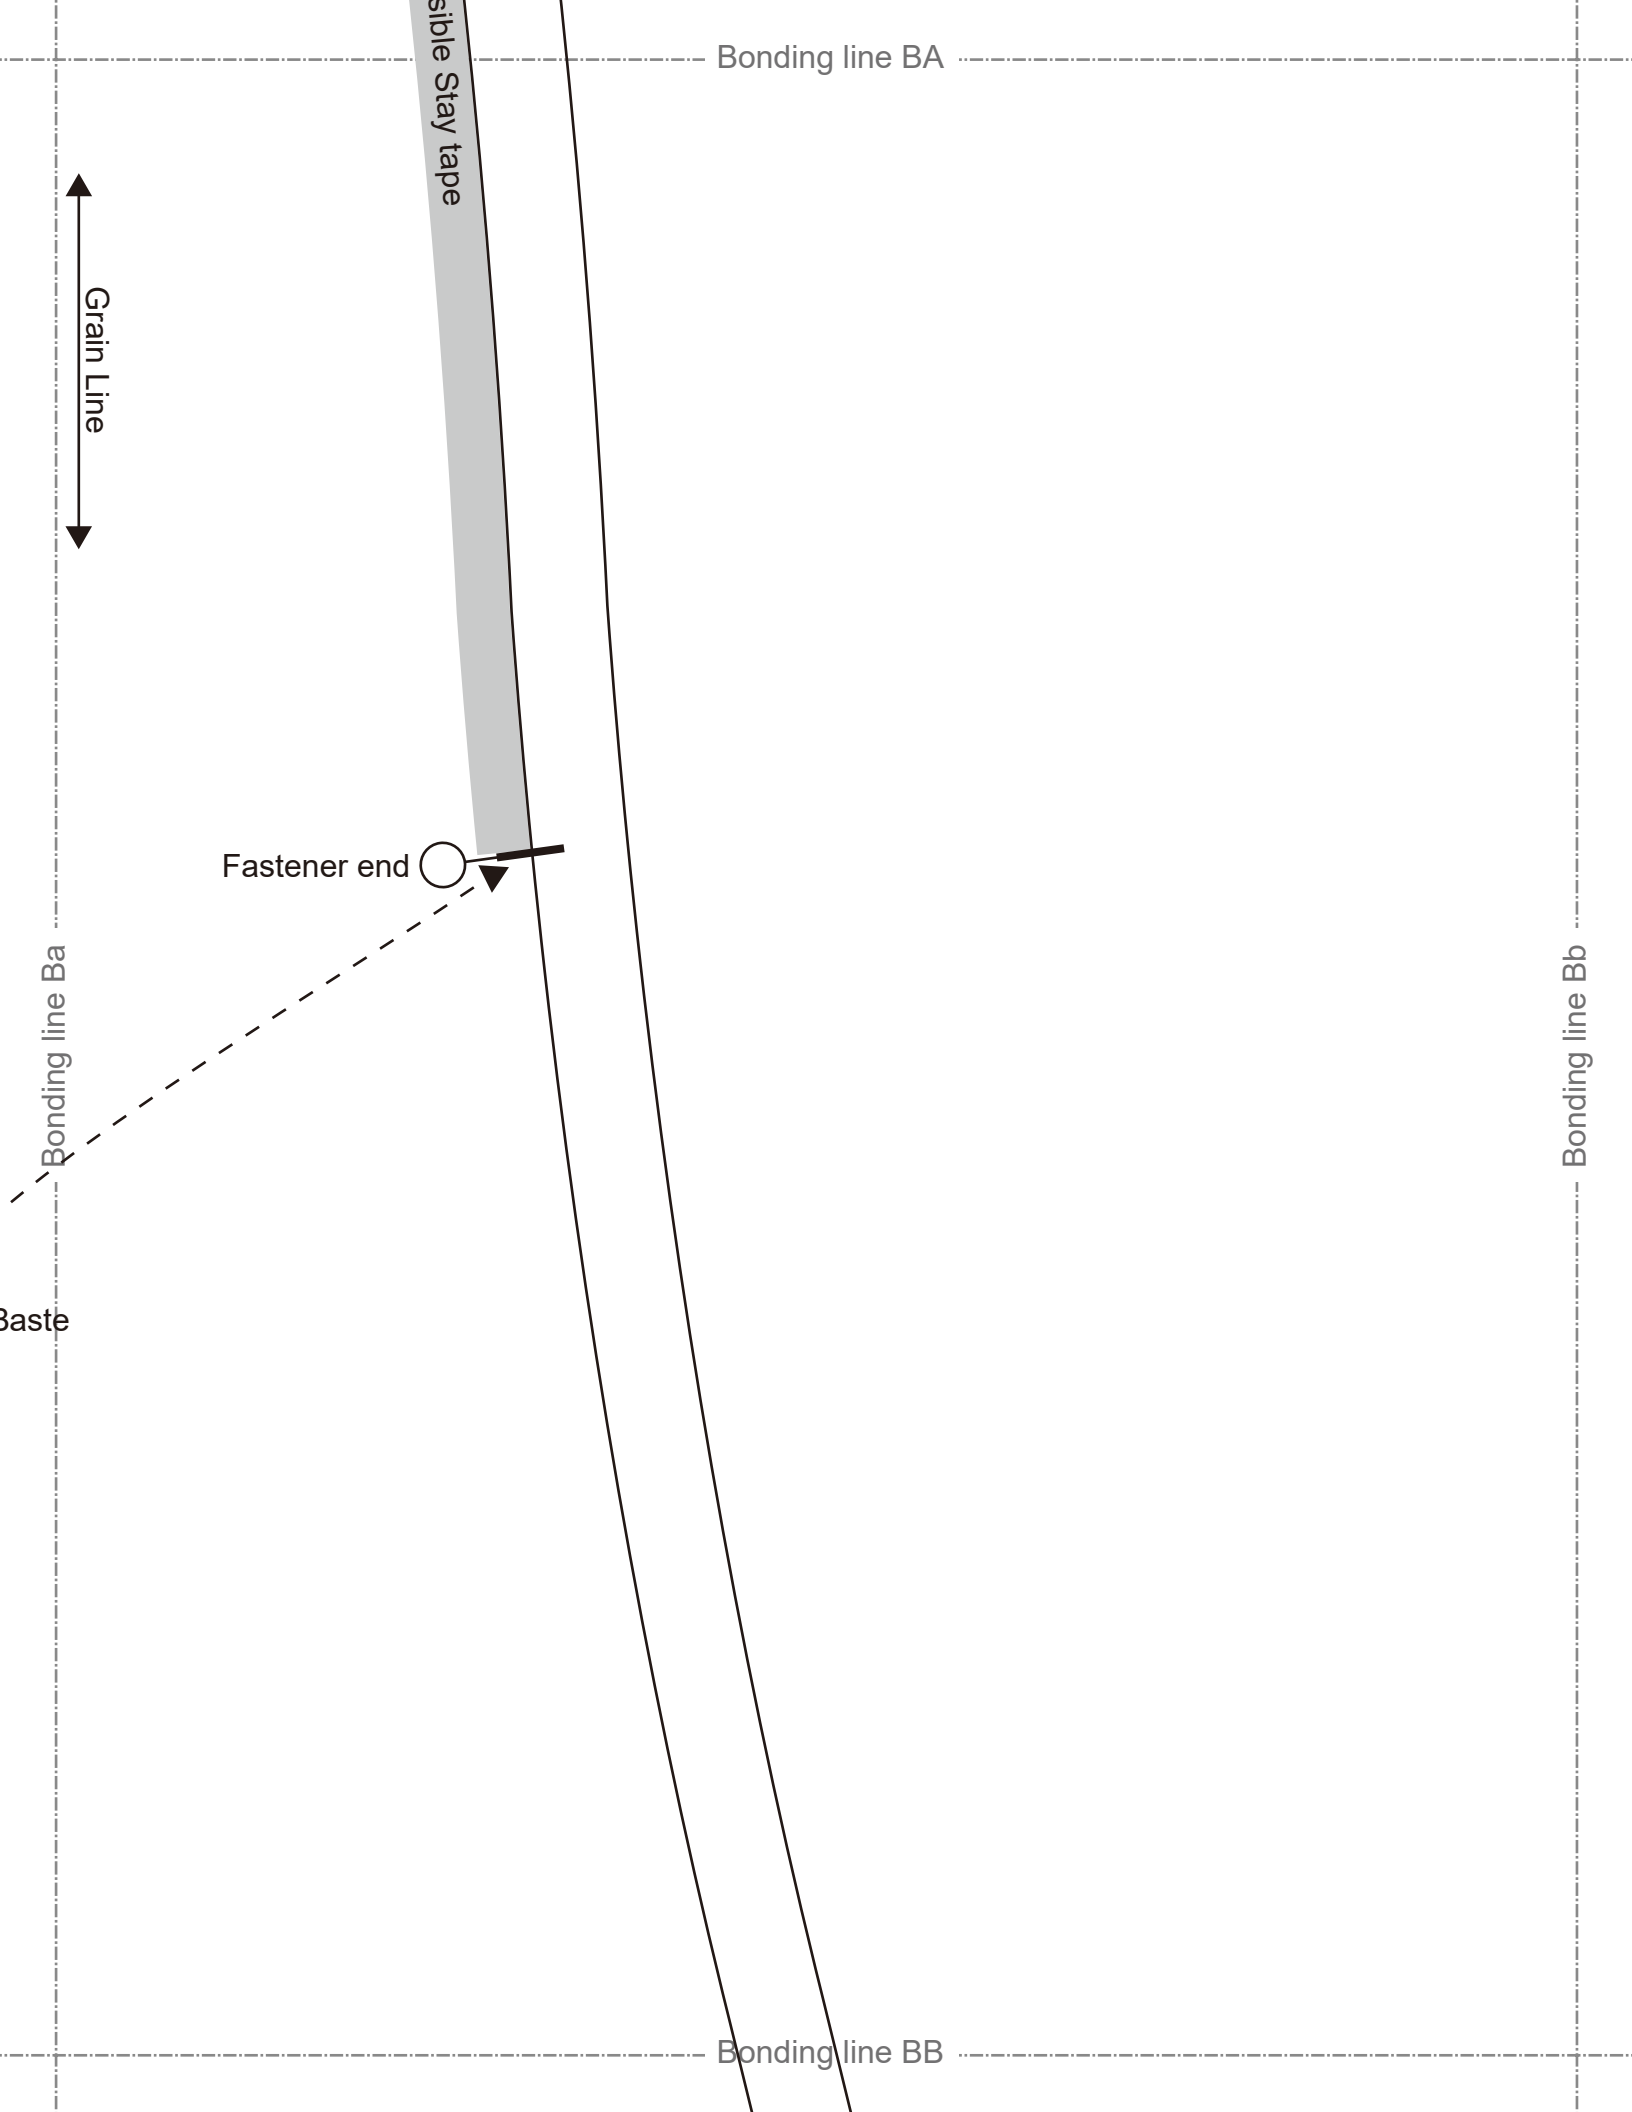 Bonding line BA
sible Stay tape
Grain Line
Fastener end
Bonding line Ba
Bonding line Bb
Baste
Bonding line BB